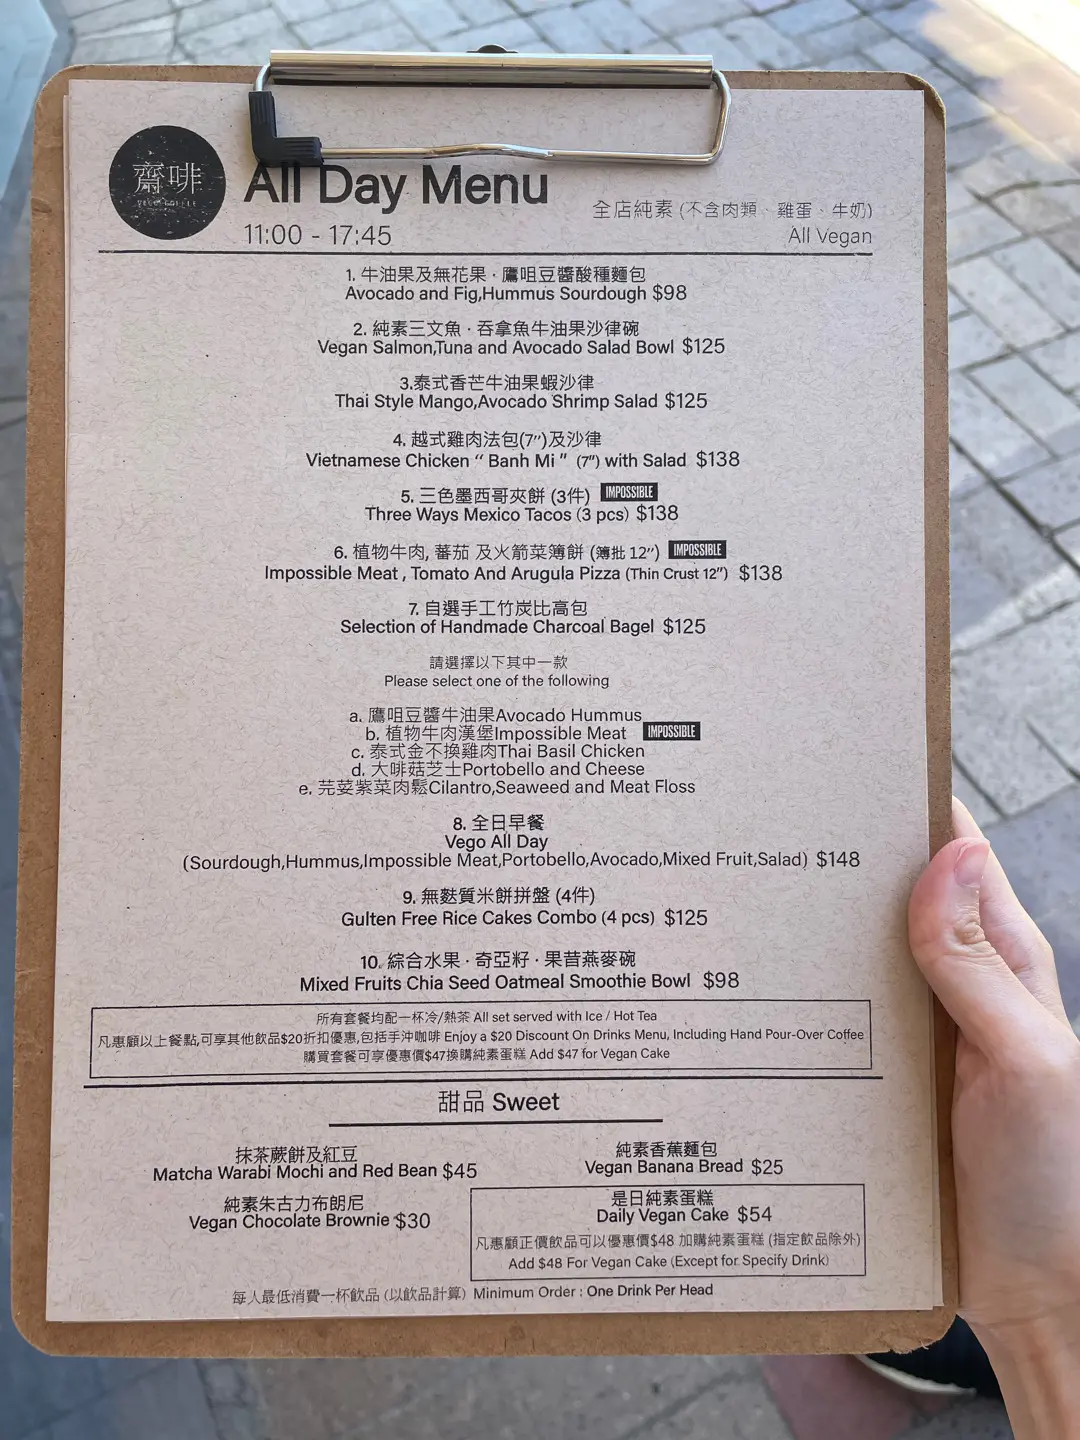 齋啡
VEGO COFFEE
All Day Menu
11:00 - 17:45
全店純素 (不含肉類、雞蛋、牛奶)
All Vegan
1. 牛油果及無花果 · 鷹咀豆醬酸種麵包
Avocado and Fig,Hummus Sourdough $98
2. 純素三文魚 · 吞拿魚牛油果沙律碗
Vegan Salmon,Tuna and Avocado Salad Bowl $125
3.泰式香芒牛油果蝦沙律
Thai Style Mango,Avocado Shrimp Salad $125
4. 越式雞肉法包(7”)及沙律
Vietnamese Chicken “ Banh Mi ” (7”) with Salad $138
5. 三色墨西哥夾餅 (3件) IMPOSSIBLE
Three Ways Mexico Tacos (3 pcs) $138
6. 植物牛肉, 蕃茄 及火箭菜簿餅 (簿批 12”) IMPOSSIBLE
Impossible Meat , Tomato And Arugula Pizza (Thin Crust 12”) $138
7. 自選手工竹炭比高包
Selection of Handmade Charcoal Bagel $125
請選擇以下其中一款
Please select one of the following
a. 鷹咀豆醬牛油果Avocado Hummus
b. 植物牛肉漢堡Impossible Meat IMPOSSIBLE
c. 泰式金不換雞肉Thai Basil Chicken
d. 大啡菇芝士Portobello and Cheese
e. 芫荽紫菜肉鬆Cilantro,Seaweed and Meat Floss
8. 全日早餐
Vego All Day
(Sourdough,Hummus,Impossible Meat,Portobello,Avocado,Mixed Fruit,Salad) $148
9. 無麩質米餅拼盤 (4件)
Gulten Free Rice Cakes Combo (4 pcs) $125
10. 綜合水果 · 奇亞籽 · 果昔燕麥碗
Mixed Fruits Chia Seed Oatmeal Smoothie Bowl $98
所有套餐均配一杯冷/熱茶 All set served with Ice / Hot Tea
凡惠顧以上餐點,可享其他飲品$20折扣優惠,包括手沖咖啡 Enjoy a $20 Discount On Drinks Menu, Including Hand Pour-Over Coffee
購買套餐可享優惠價$47換購純素蛋糕 Add $47 for Vegan Cake
甜品 Sweet
抹茶蕨餅及紅豆
Matcha Warabi Mochi and Red Bean $45
純素香蕉麵包
Vegan Banana Bread $25
純素朱古力布朗尼
Vegan Chocolate Brownie $30
是日純素蛋糕
Daily Vegan Cake $54
凡惠顧正價飲品可以優惠價$48 加購純素蛋糕 (指定飲品除外)
Add $48 For Vegan Cake (Except for Specify Drink)
每人最低消費一杯飲品 (以飲品計算) Minimum Order : One Drink Per Head